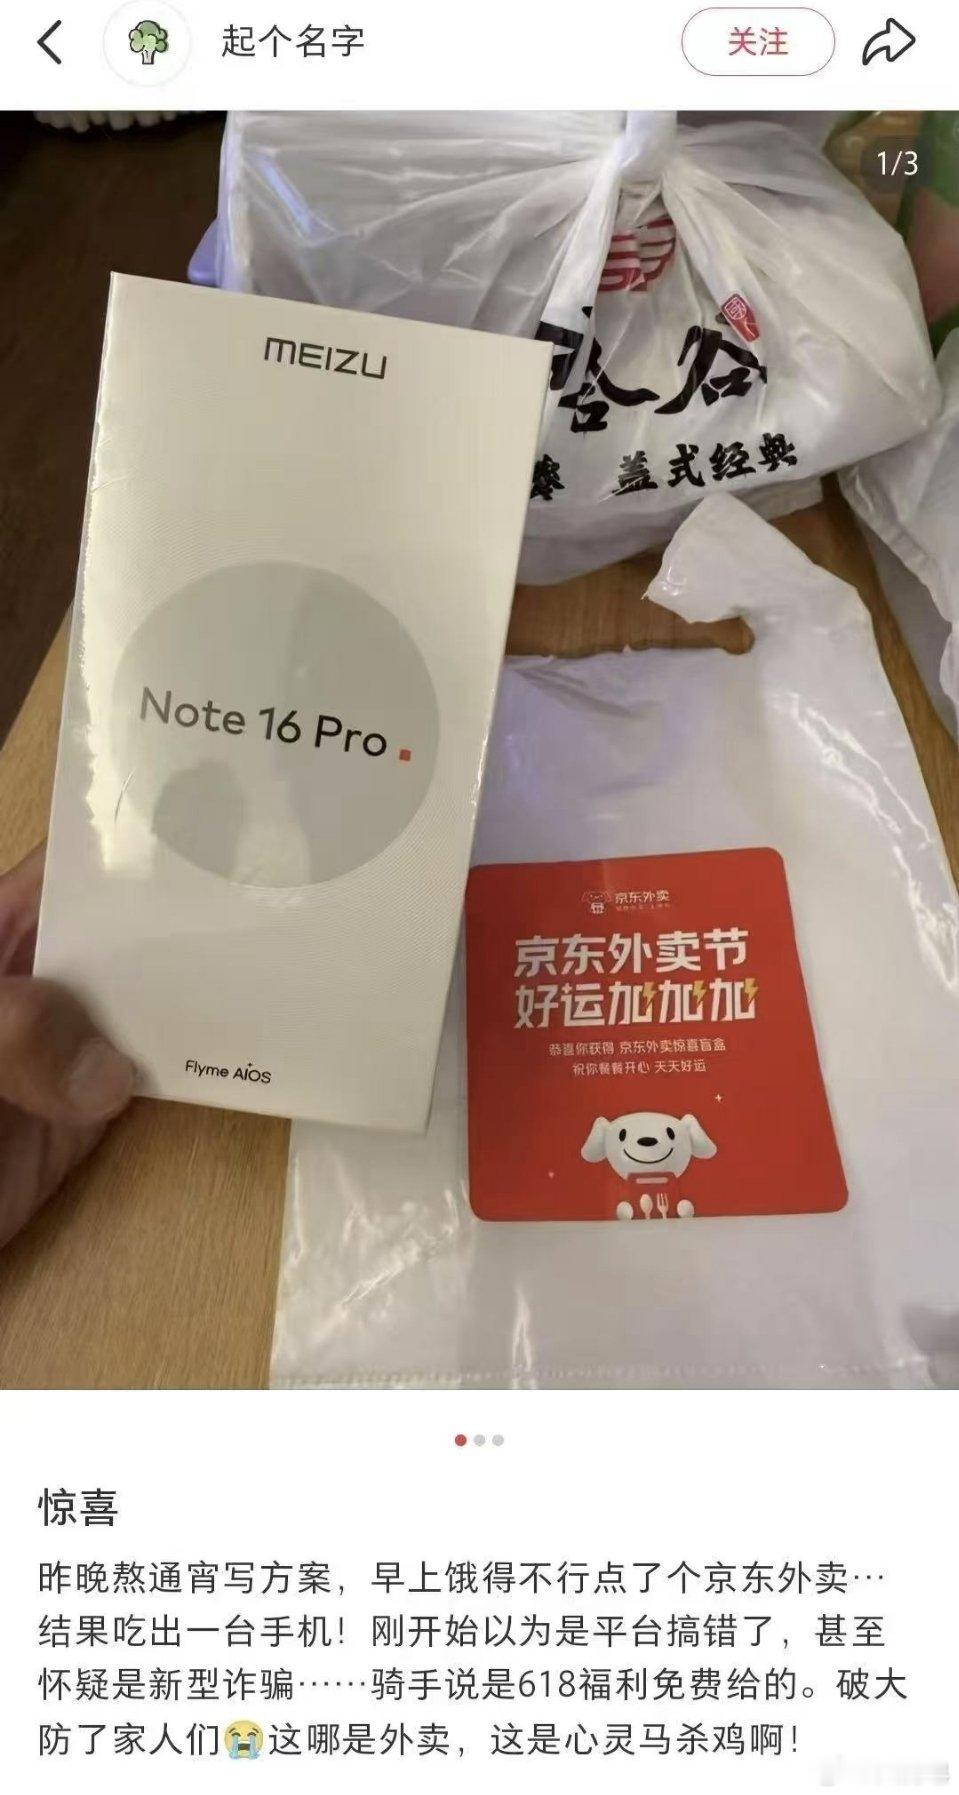 起个名字
关注
1/3
MEIZU
Note 16 Pro
Flyme AIOS
盖式经典
京东外卖
京东外卖节
好运加加加
恭喜你获得 京东外卖惊喜盲盒
祝你餐餐开心 天天好运
惊喜
昨晚熬通宵写方案，早上饿得不行点了个京东外卖…
结果吃出一台手机！刚开始以为是平台搞错了，甚至
怀疑是新型诈骗……骑手说是618福利免费给的。破大
防了家人们😭这哪是外卖，这是心灵马杀鸡啊！